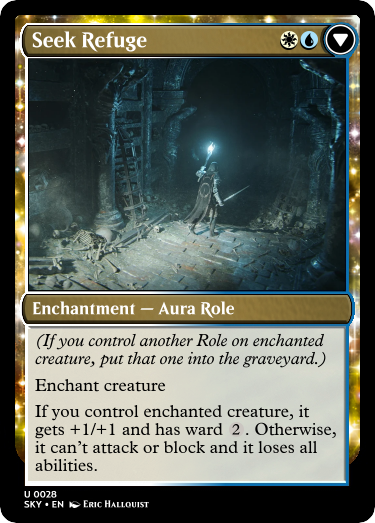 Seek Refuge
Enchantment — Aura Role
(If you control another Role on enchanted
creature, put that one into the graveyard.)
Enchant creature
If you control enchanted creature, it
gets +1/+1 and has ward 2. Otherwise,
it can't attack or block and it loses all
abilities.
U 0028
SKY • EN Eric Hallquist